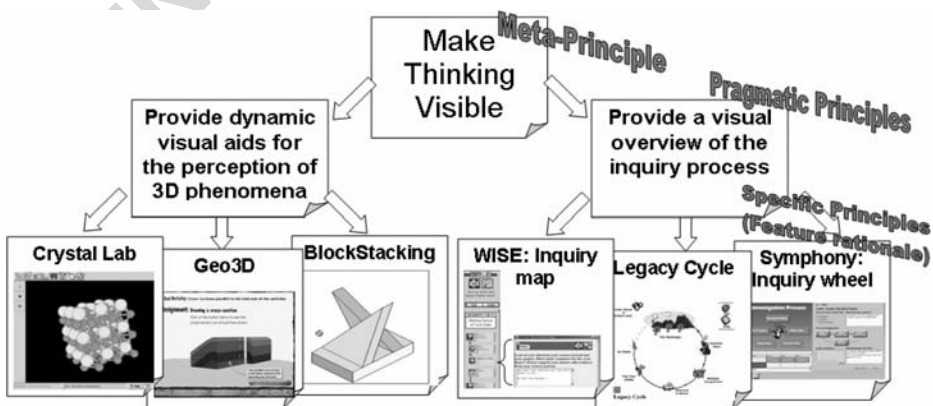 Make
Thinking
Visible
Meta-Principle
Pragmatic Principles
Provide dynamic
visual aids for
the perception of
3D phenomena
Provide a visual
overview of the
inquiry process
Specific Principles
(Feature rationale)
Crystal Lab
Geo3D
BlockStacking
WISE: Inquiry
map
Legacy Cycle
Symphony:
Inquiry wheel
Legacy Cycle